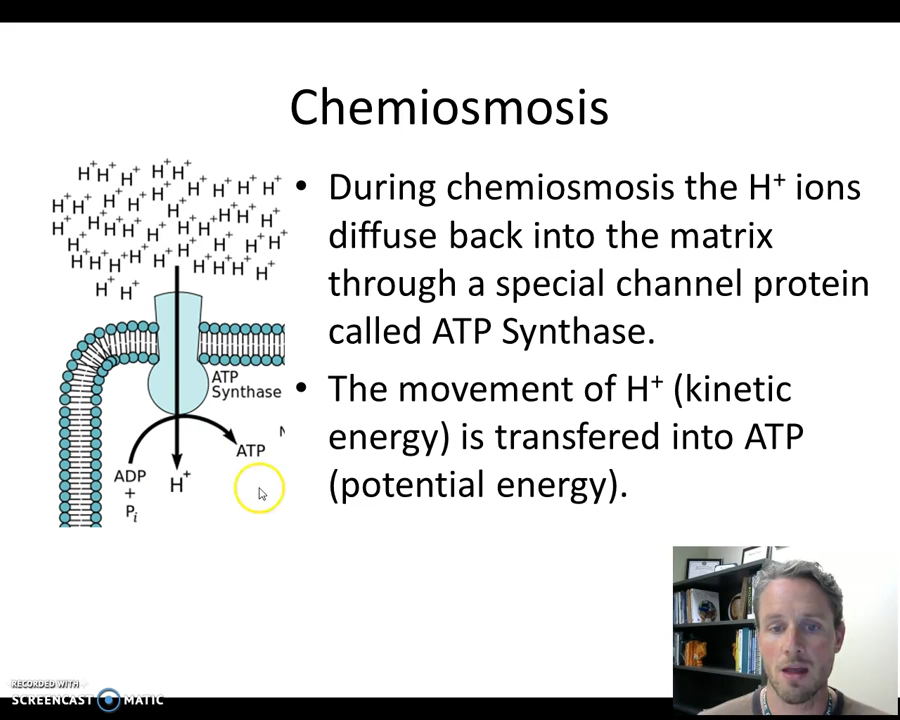 Chemiosmosis
• During chemiosmosis the H⁺ ions
diffuse back into the matrix
through a special channel protein
called ATP Synthase.
• The movement of H⁺ (kinetic
energy) is transfered into ATP
(potential energy).
H⁺ H⁺ H⁺ H⁺ H⁺
H⁺ H⁺ H⁺ H⁺ H⁺
H⁺ H⁺ H⁺ H⁺ H⁺ H⁺ H⁺ H⁺
H⁺ H⁺ H⁺ H⁺ H⁺ H⁺ H⁺
H⁺ H⁺ H⁺ H⁺ H⁺
H⁺ H⁺ H⁺ H⁺ H⁺ H⁺ H⁺ H⁺ H⁺
H⁺ H⁺
ATP
Synthase
ATP
ADP
+
Pi
H⁺
RECORDED WITH
SCREENCAST MATIC